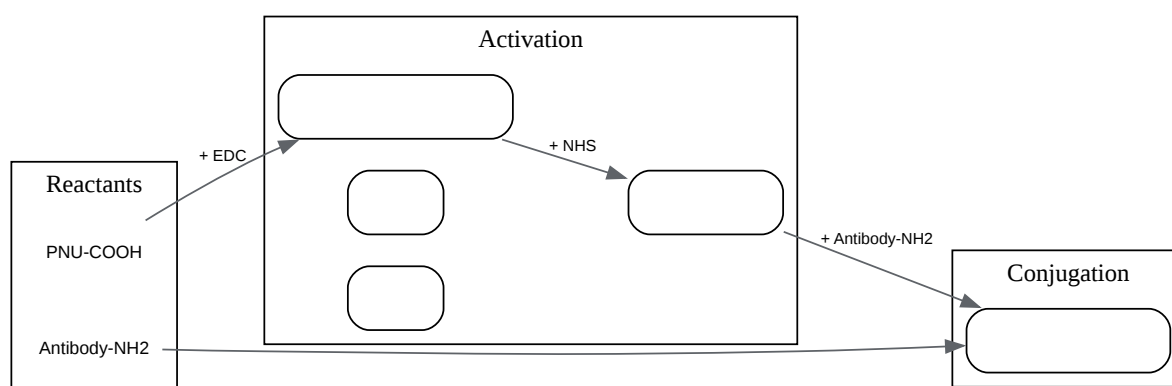 Activation
+ EDC
+ NHS
Reactants
PNU-COOH
+ Antibody-NH2
Conjugation
Antibody-NH2